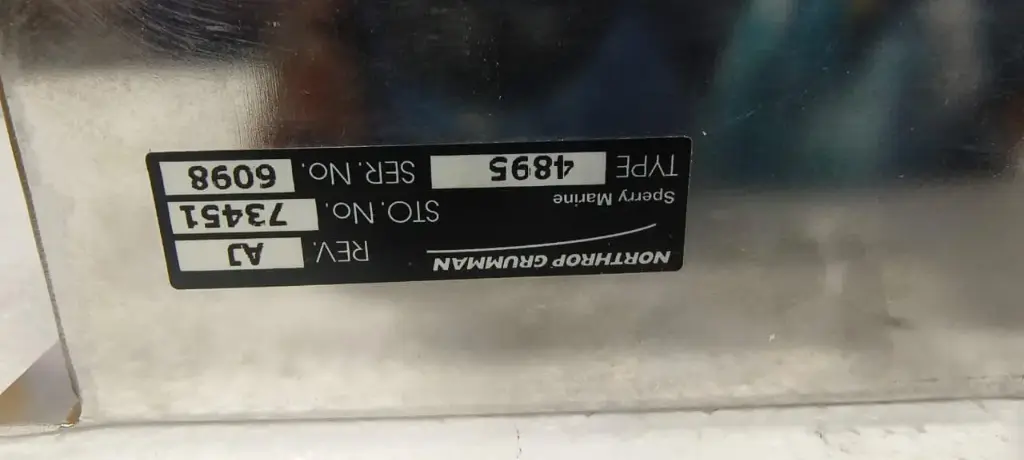 NORTHROP GRUMMAN REV. AJ
Sperry Marine STO. No. 73451
TYPE 4895 SER. No. 6098